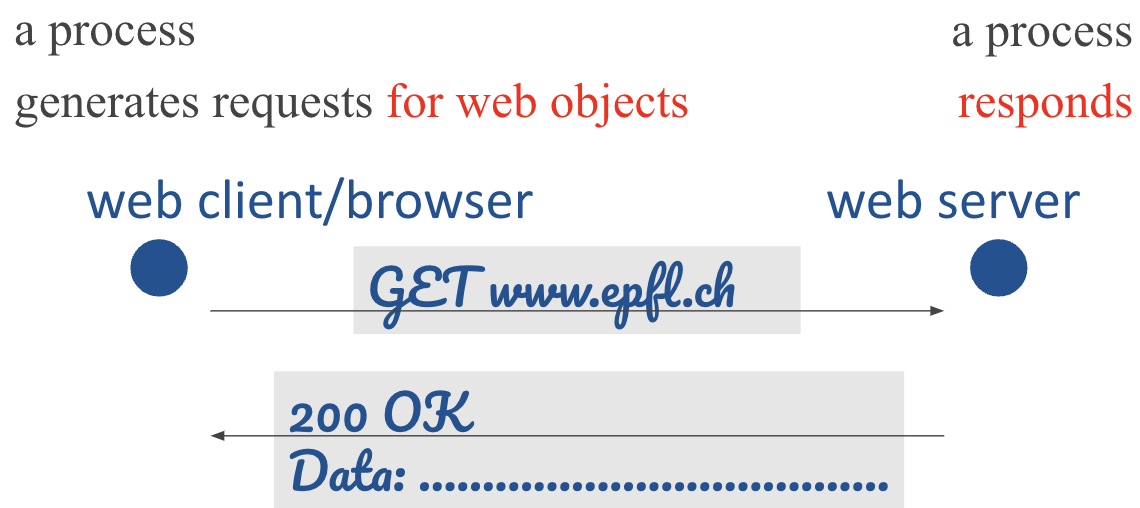 a process
generates requests for web objects
a process
responds
web client/browser
web server
GET www.epfl.ch
200 OK
Data: .....................................